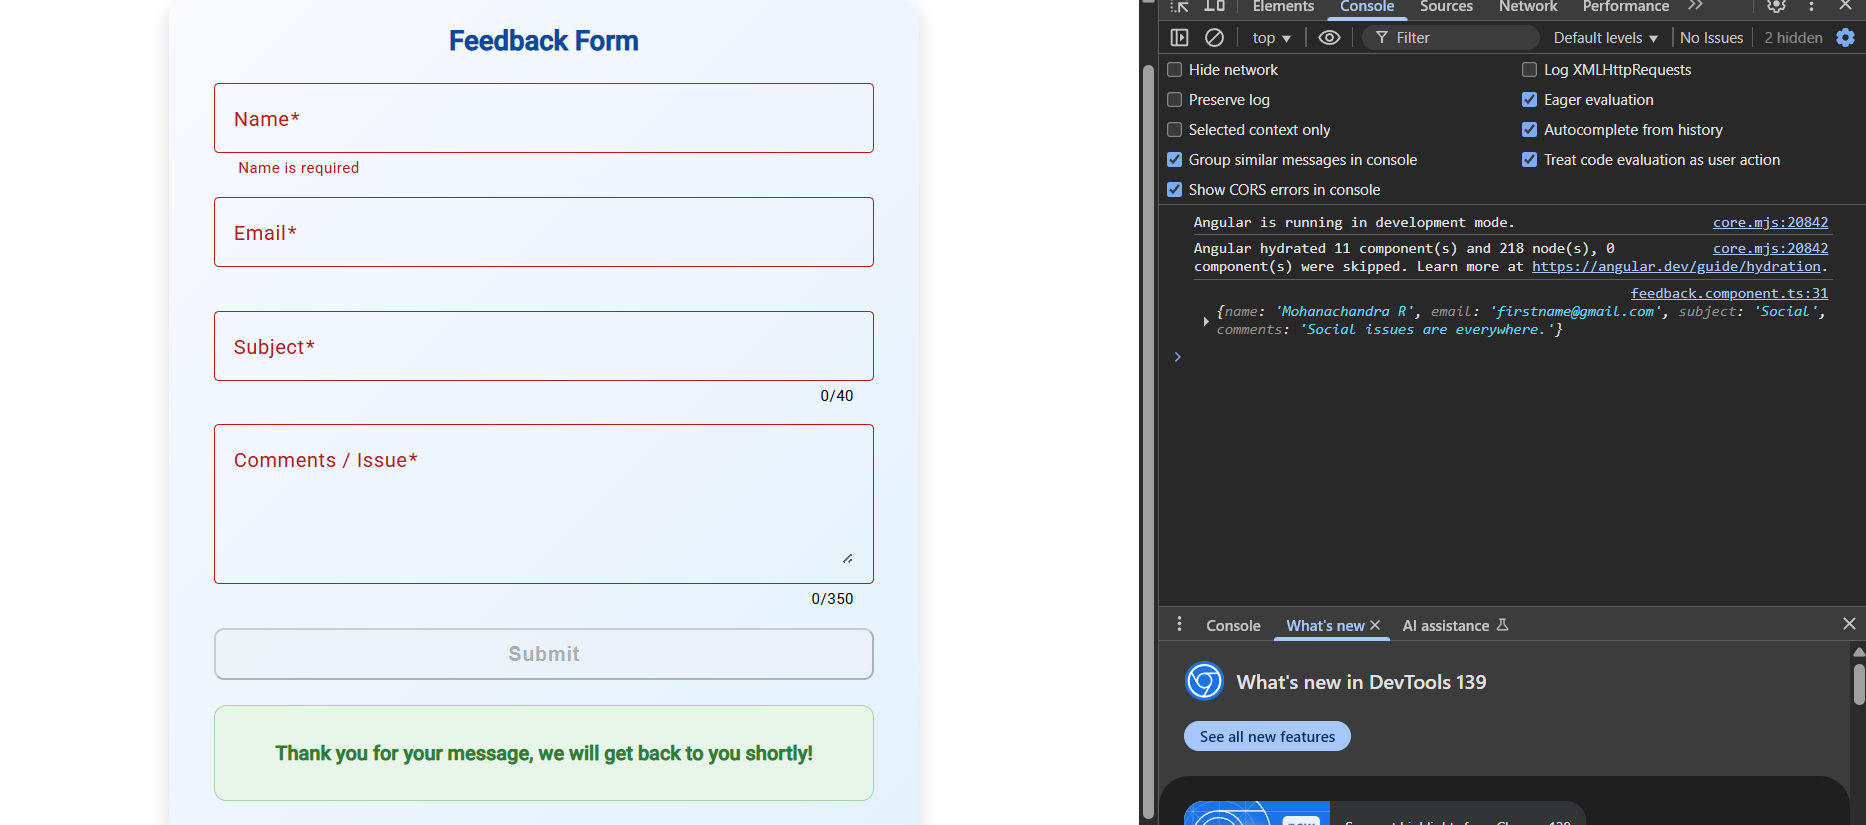 Feedback Form
Name*
Name is required
Email*
Subject*
0/40
Comments / Issue*
0/350
Submit
Thank you for your message, we will get back to you shortly!
Elements Console Sources Network Performance
top Filter Default levels No Issues 2 hidden
Hide network Log XMLHttpRequests
Preserve log Eager evaluation
Selected context only Autocomplete from history
Group similar messages in console Treat code evaluation as user action
Show CORS errors in console
Angular is running in development mode. core.mjs:20842
Angular hydrated 11 component(s) and 218 node(s), 0 core.mjs:20842
component(s) were skipped. Learn more at https://angular.dev/guide/hydration.
feedback.component.ts:31
{name: 'Mohanachandra R', email: 'firstname@gmail.com', subject: 'Social',
comments: 'Social issues are everywhere.'}
Console What's new AI assistance
What's new in DevTools 139
See all new features